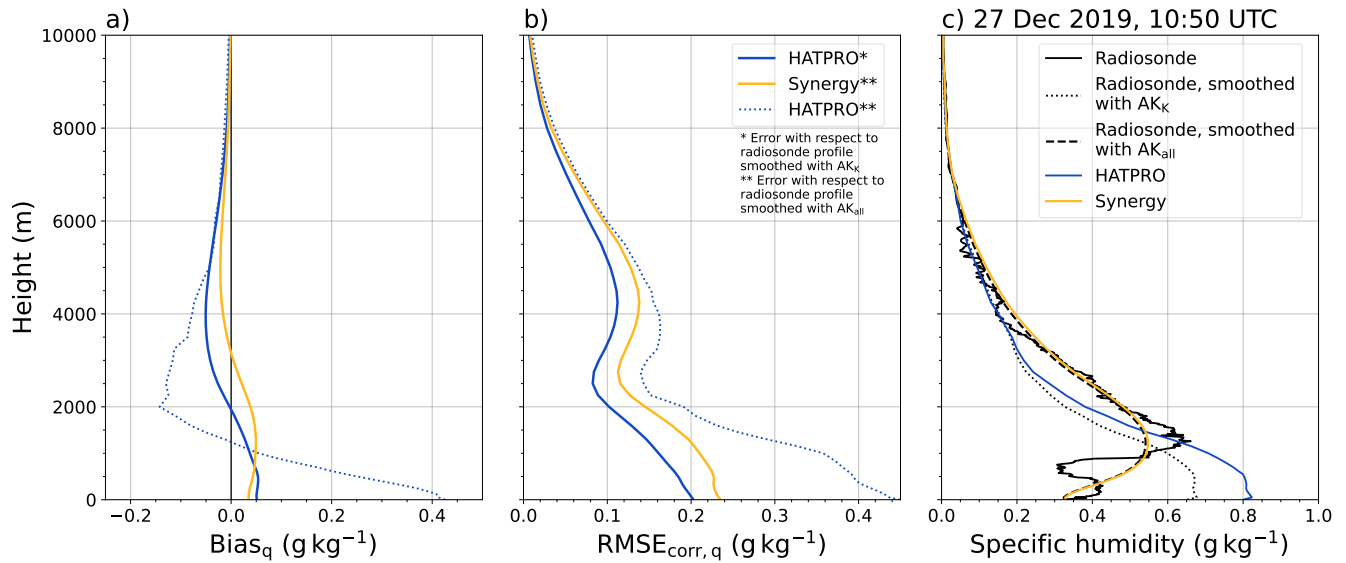 a)
b)
c) 27 Dec 2019, 10:50 UTC
Height (m)
10000
8000
6000
4000
2000
0
−0.2
0.0
0.2
0.4
Bias_q (g kg⁻¹)
HATPRO*
Synergy**
HATPRO**
* Error with respect to
radiosonde profile
smoothed with AK_K
** Error with respect to
radiosonde profile
smoothed with AK_all
0.0
0.1
0.2
0.3
0.4
RMSE_corr, q (g kg⁻¹)
Radiosonde
Radiosonde, smoothed
with AK_K
Radiosonde, smoothed
with AK_all
HATPRO
Synergy
0.0
0.2
0.4
0.6
0.8
1.0
Specific humidity (g kg⁻¹)